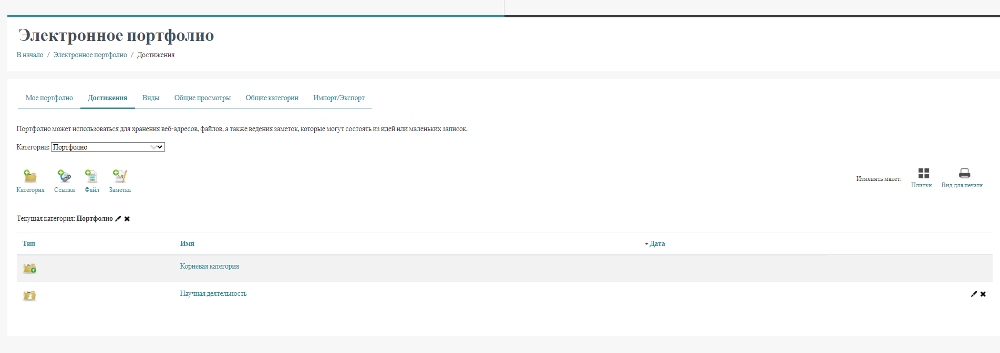 Электронное портфолио
В начало / Электронное портфолио / Достижения
Мое портфолио Достижения Виды Общие просмотры Общие категории Импорт/Экспорт
Портфолио может использоваться для хранения веб-адресов, файлов, а также ведения заметок, которые могут состоять из идей или маленьких записок.
Категории: Портфолио
Изменить макет:
Плитки Вид для печати
Категория Ссылка Файл Заметка
Текущая категория: Портфолио
Тип Имя Дата
Корневая категория
Научная деятельность